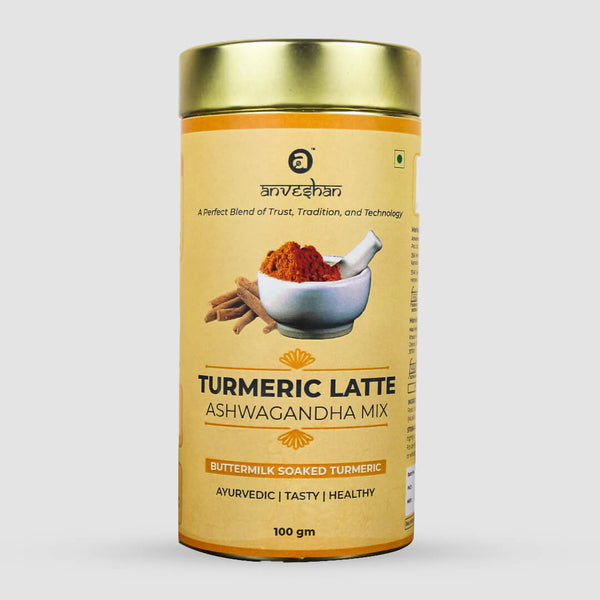 a
™
anveshan
A Perfect Blend of Trust, Tradition, and Technology
TURMERIC LATTE
ASHWAGANDHA MIX
BUTTERMILK SOAKED TURMERIC
AYURVEDIC | TASTY | HEALTHY
100 gm